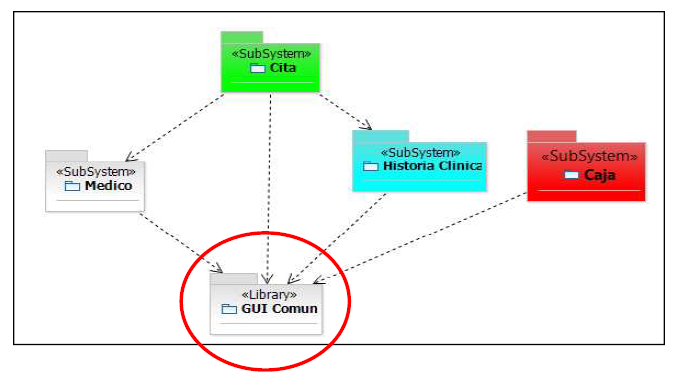 «SubSystem»
Cita
«SubSystem»
Medico
«SubSystem»
Historia Clinica
«SubSystem»
Caja
«Library»
GUI Comun